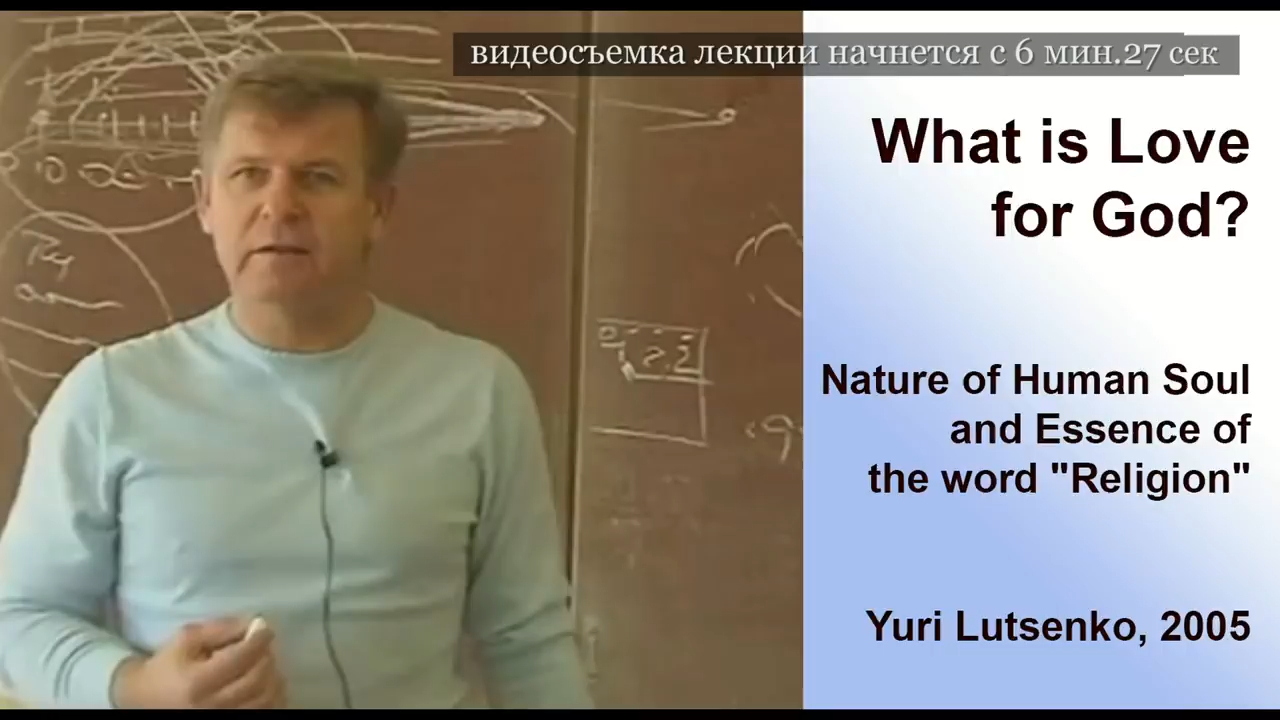 видеосъемка лекции начнется с 6 мин.27 сек
What is Love
for God?
Nature of Human Soul
and Essence of
the word "Religion"
Yuri Lutsenko, 2005